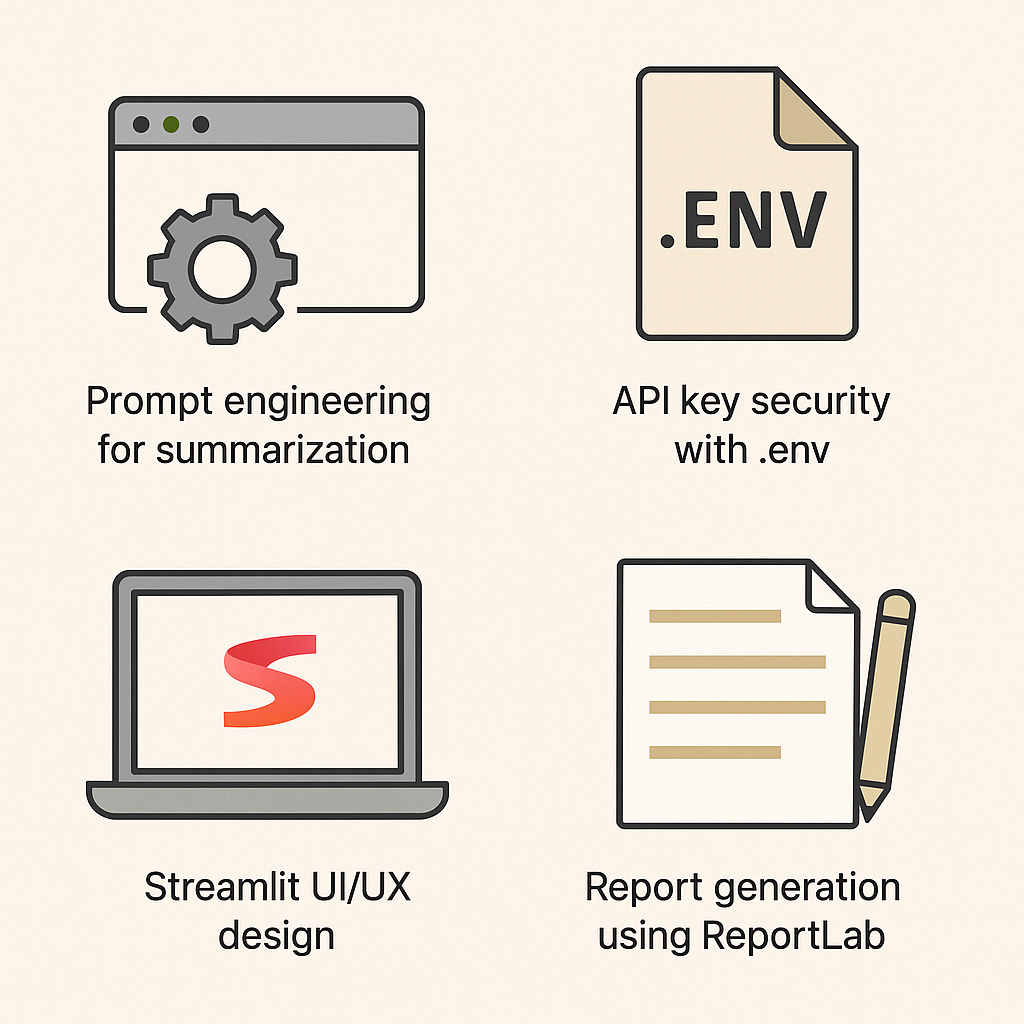 .ENV
Prompt engineering
for summarization
API key security
with .env
S
Streamlit UI/UX
design
Report generation
using ReportLab